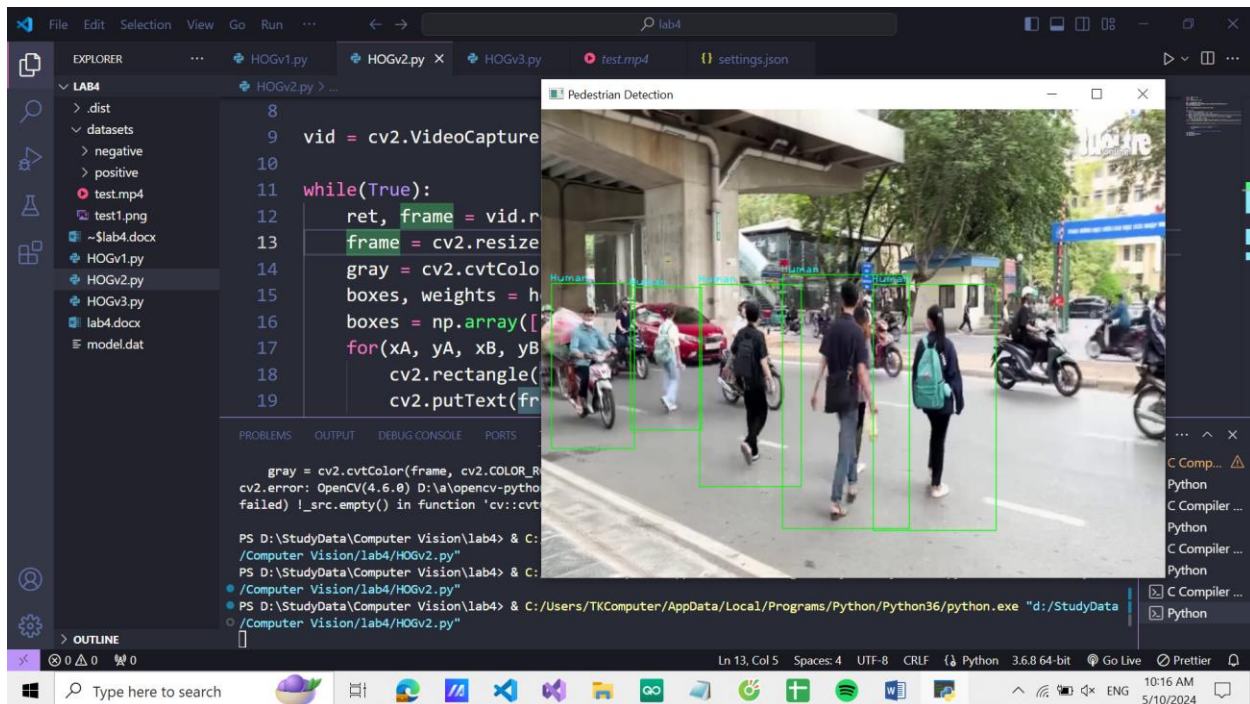 File Edit Selection View Go Run ··· lab4
EXPLORER ···
LAB4
.dist
datasets
negative
positive
test.mp4
test1.png
~$lab4.docx
HOGv1.py
HOGv2.py
HOGv3.py
lab4.docx
model.dat
OUTLINE
HOGv1.py HOGv2.py HOGv3.py test.mp4 {} settings.json
HOGv2.py > ...
8
9 vid = cv2.VideoCapture
10
11 while(True):
12 ret, frame = vid.r
13 frame = cv2.resize
14 gray = cv2.cvtColo
15 boxes, weights = h
16 boxes = np.array([
17 for(xA, yA, xB, yB
18 cv2.rectangle(
19 cv2.putText(fr
Pedestrian Detection
Human
Human
Human
Human
Human
PROBLEMS OUTPUT DEBUG CONSOLE PORTS
gray = cv2.cvtColor(frame, cv2.COLOR_R
cv2.error: OpenCV(4.6.0) D:\a\opencv-pytho
failed) !_src.empty() in function 'cv::cvt
PS D:\StudyData\Computer Vision\lab4> & C:
/Computer Vision/lab4/HOGv2.py"
PS D:\StudyData\Computer Vision\lab4> & C:
/Computer Vision/lab4/HOGv2.py"
PS D:\StudyData\Computer Vision\lab4> & C:/Users/TKComputer/AppData/Local/Programs/Python/Python36/python.exe "d:/StudyData
/Computer Vision/lab4/HOGv2.py"
C Comp...
Python
C Compiler ...
Python
C Compiler ...
Python
C Compiler ...
Python
0 0 0 Ln 13, Col 5 Spaces: 4 UTF-8 CRLF Python 3.6.8 64-bit Go Live Prettier
Type here to search ENG 10:16 AM
5/10/2024